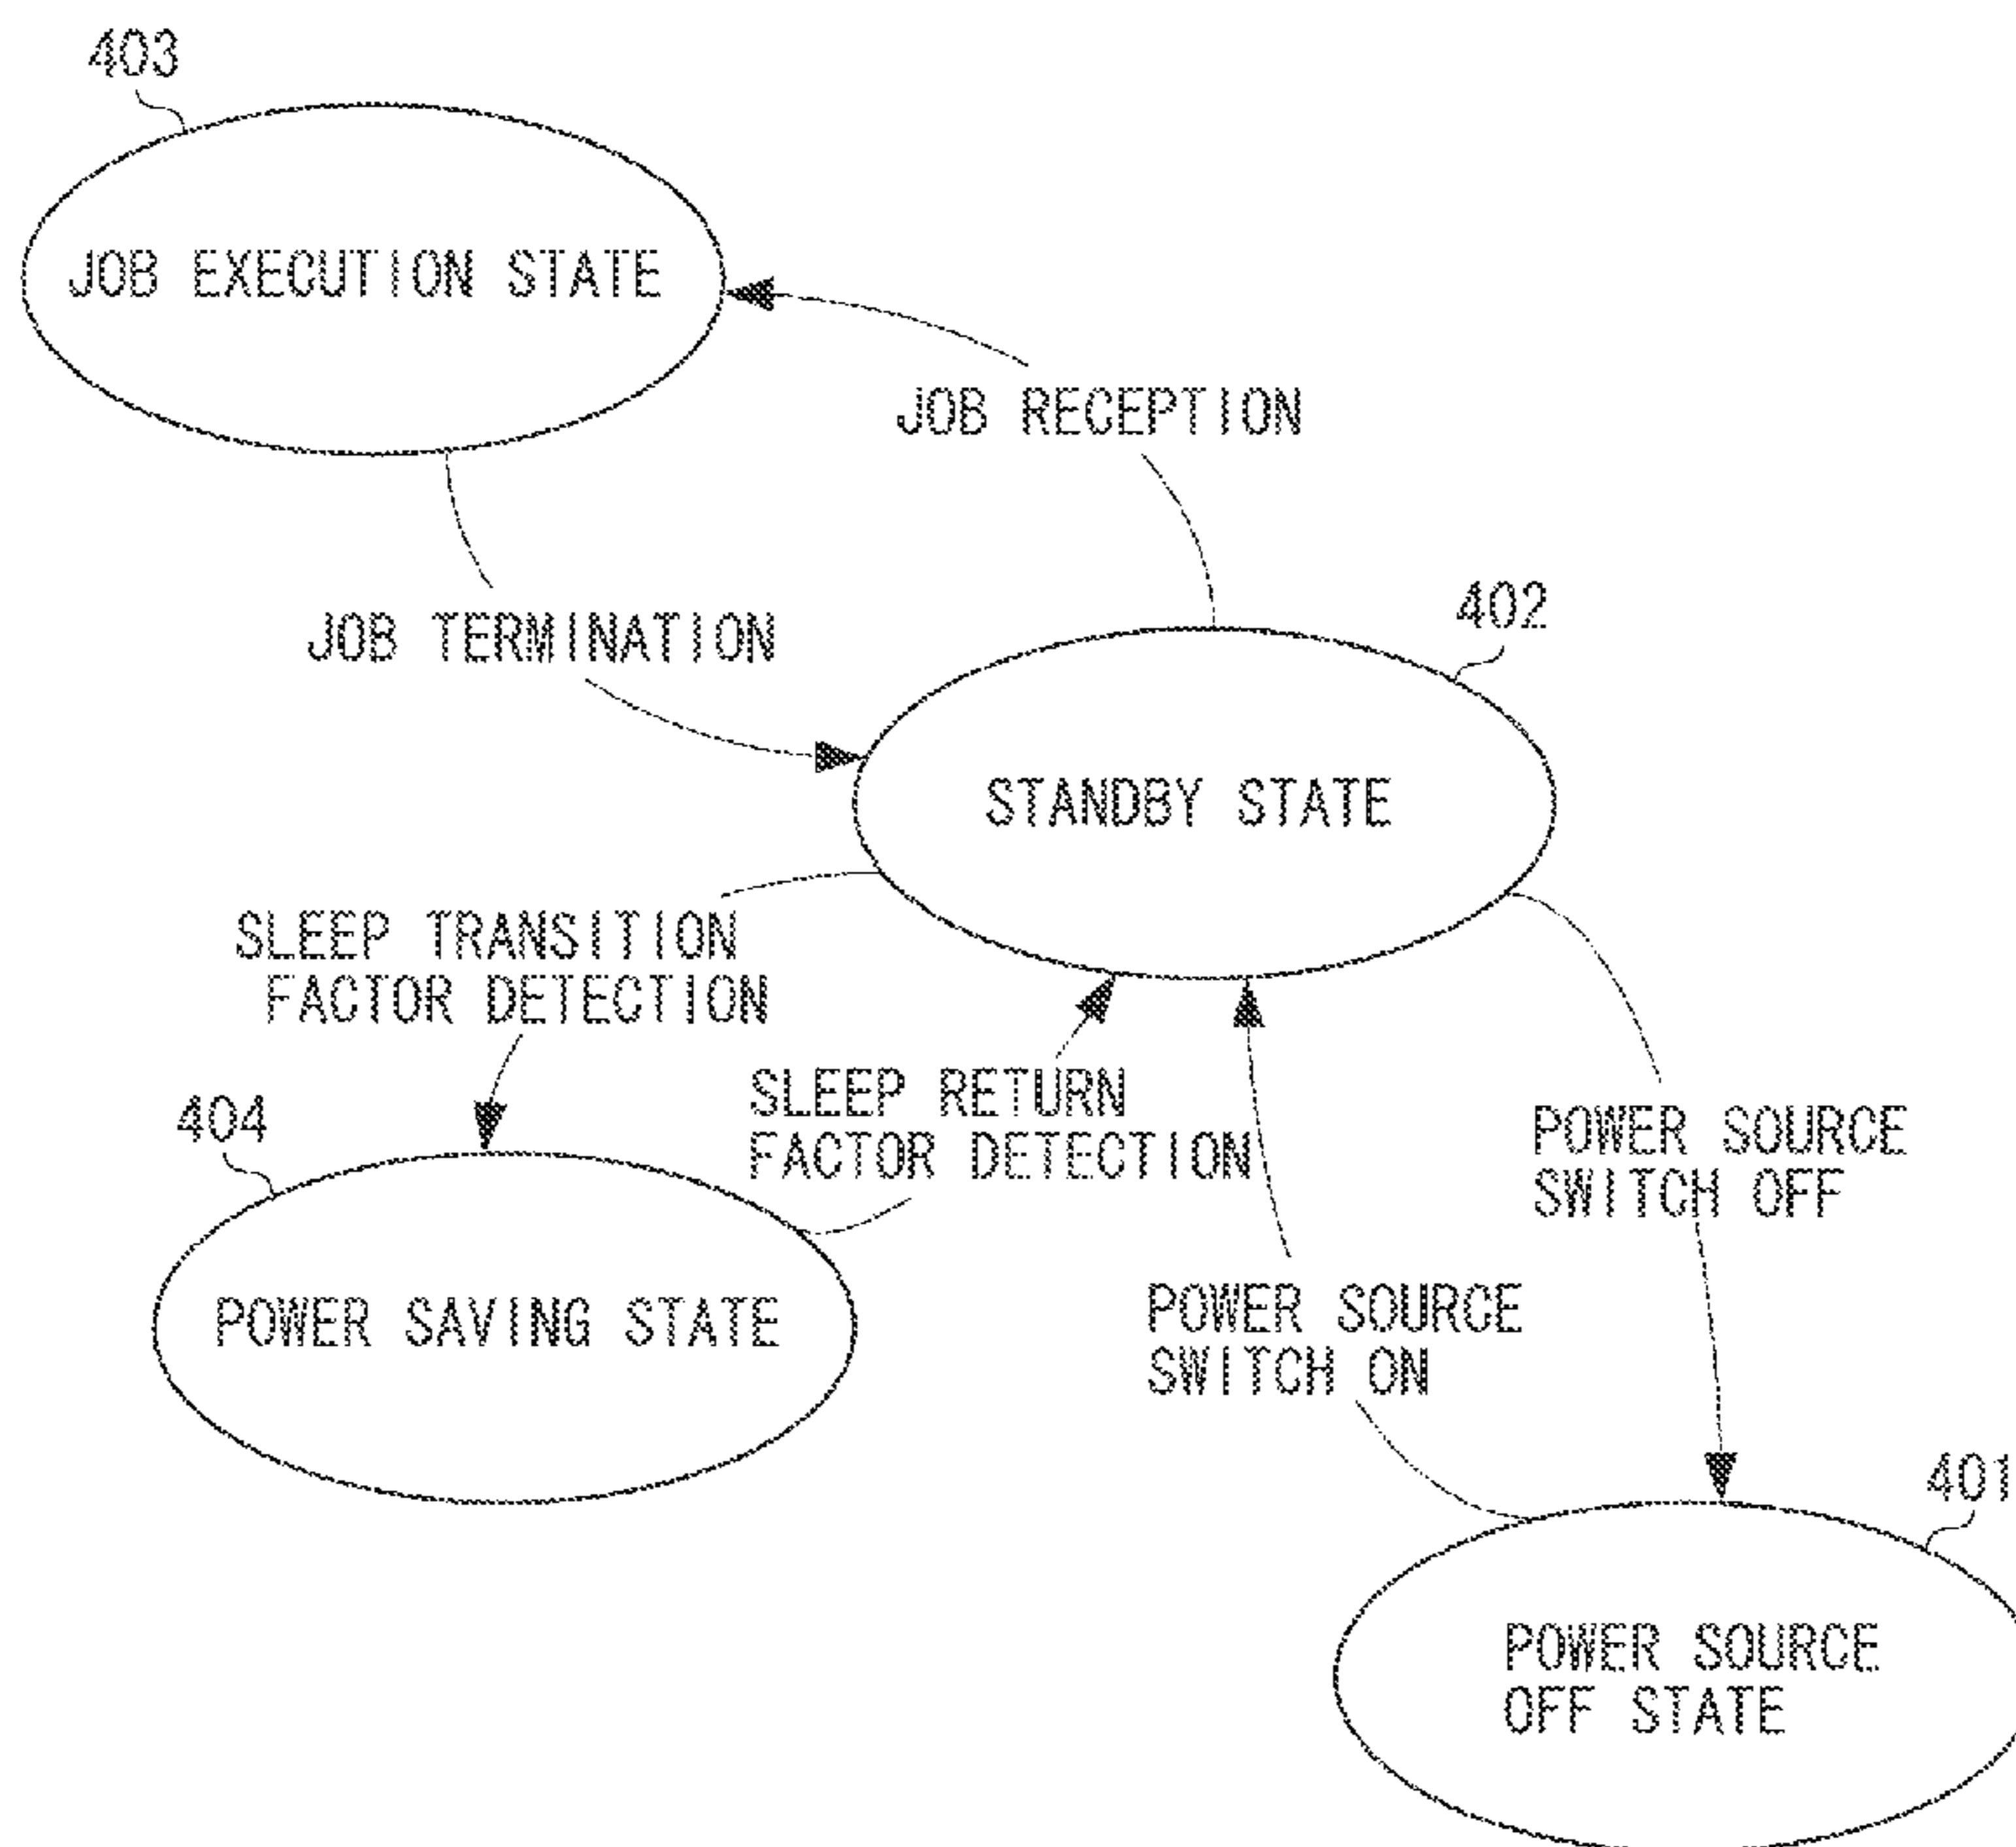 403
JOB EXECUTION STATE
JOB RECEPTION
JOB TERMINATION
402
STANDBY STATE
SLEEP TRANSITION
FACTOR DETECTION
SLEEP RETURN
FACTOR DETECTION
404
POWER SAVING STATE
POWER SOURCE
SWITCH OFF
POWER SOURCE
SWITCH ON
401
POWER SOURCE
OFF STATE